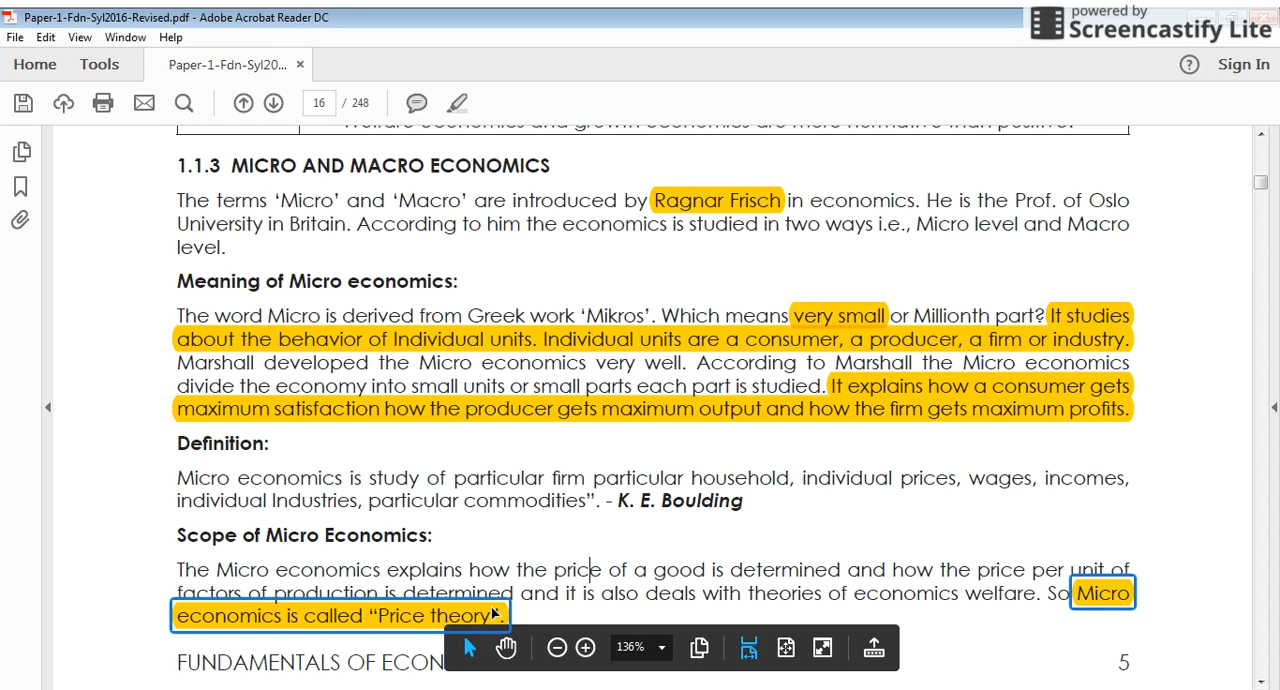 Paper-1-Fdn-Syl2016-Revised.pdf - Adobe Acrobat Reader DC
powered by
Screencastify Lite
File Edit View Window Help
Home Tools Paper-1-Fdn-Syl20... × ? Sign In
16 / 248
Welfare economics and growth economics are more normative than positive.
1.1.3 MICRO AND MACRO ECONOMICS
The terms ‘Micro’ and ‘Macro’ are introduced by Ragnar Frisch in economics. He is the Prof. of Oslo
University in Britain. According to him the economics is studied in two ways i.e., Micro level and Macro
level.
Meaning of Micro economics:
The word Micro is derived from Greek work ‘Mikros’. Which means very small or Millionth part? It studies
about the behavior of Individual units. Individual units are a consumer, a producer, a firm or industry.
Marshall developed the Micro economics very well. According to Marshall the Micro economics
divide the economy into small units or small parts each part is studied. It explains how a consumer gets
maximum satisfaction how the producer gets maximum output and how the firm gets maximum profits.
Definition:
Micro economics is study of particular firm particular household, individual prices, wages, incomes,
individual Industries, particular commodities”. - K. E. Boulding
Scope of Micro Economics:
The Micro economics explains how the price of a good is determined and how the price per unit of
factors of production is determined and it is also deals with theories of economics welfare. So Micro
economics is called “Price theory”.
136%
FUNDAMENTALS OF ECON
5